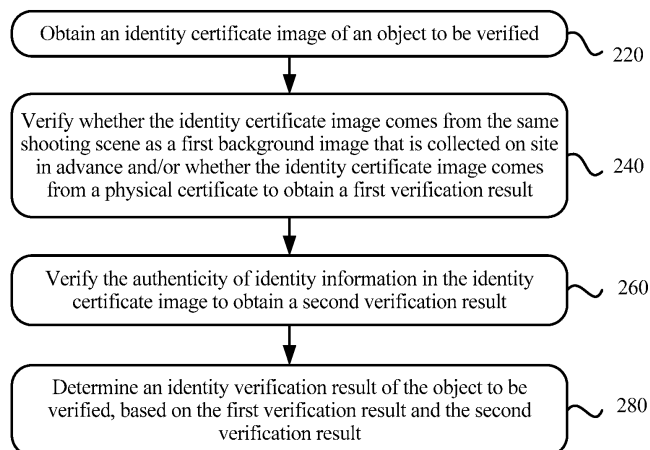 Obtain an identity certificate image of an object to be verified
220
Verify whether the identity certificate image comes from the same
shooting scene as a first background image that is collected on site
in advance and/or whether the identity certificate image comes
from a physical certificate to obtain a first verification result
240
Verify the authenticity of identity information in the identity
certificate image to obtain a second verification result
260
Determine an identity verification result of the object to be
verified, based on the first verification result and the second
verification result
280